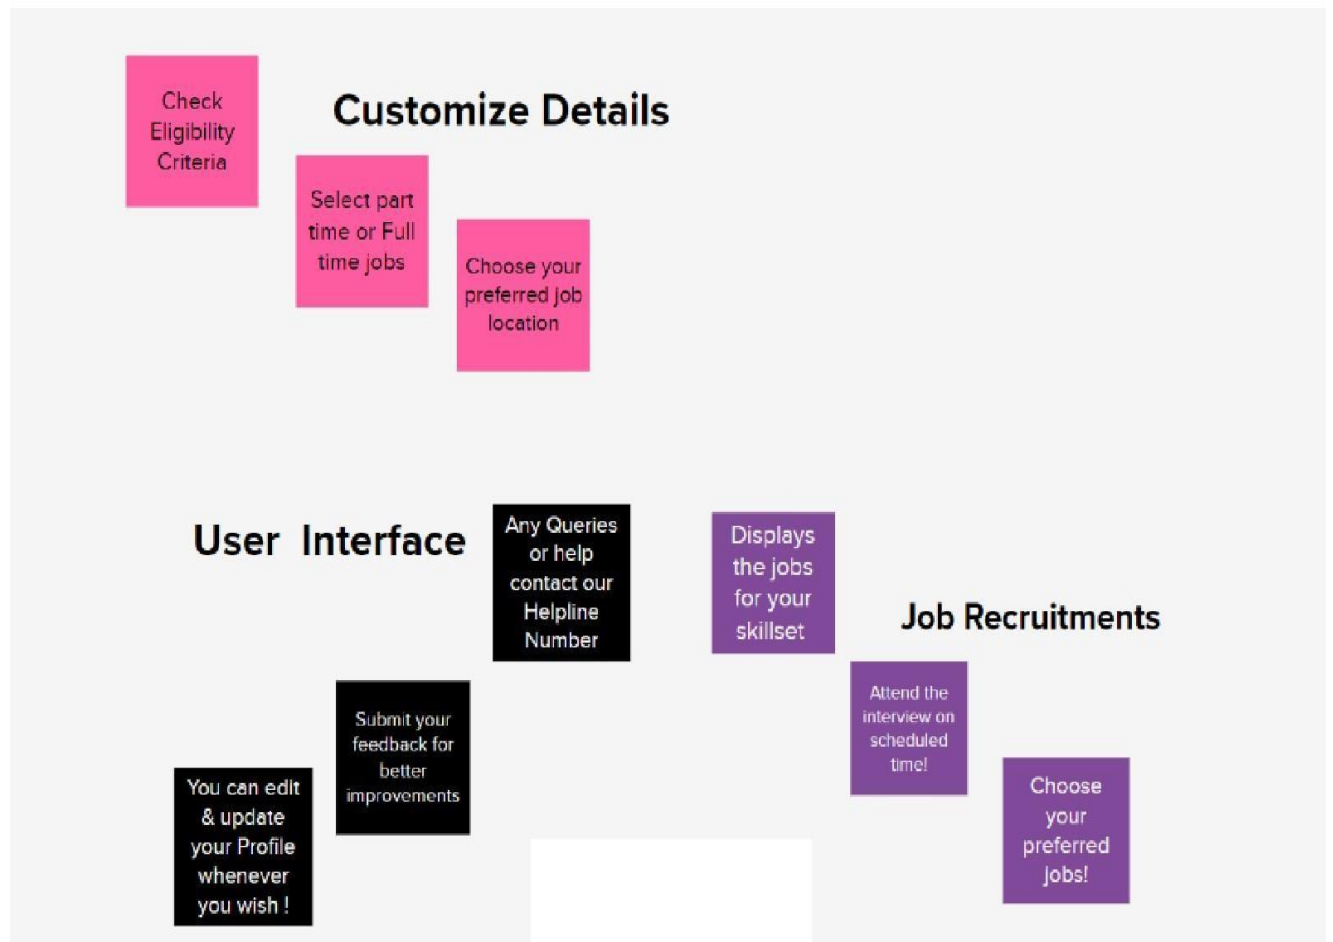 Check
Eligibility
Criteria
Customize Details
Select part
time or Full
time jobs
Choose your
preferred job
location
User Interface
Any Queries
or help
contact our
Helpline
Number
Submit your
feedback for
better
improvements
You can edit
& update
your Profile
whenever
you wish !
Displays
the jobs
for your
skillset
Job Recruitments
Attend the
interview on
scheduled
time!
Choose
your
preferred
jobs!